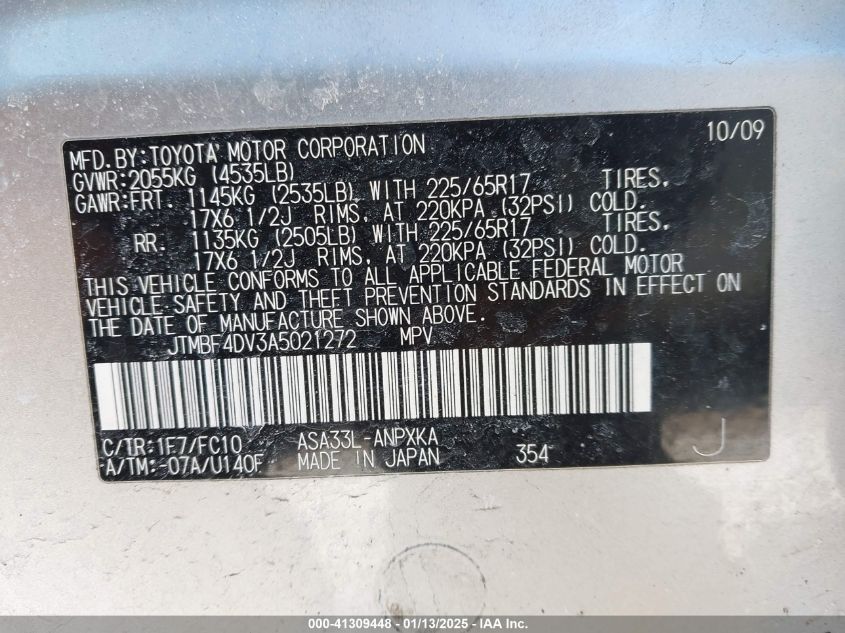 10/09
MFD.BY:TOYOTA MOTOR CORPORATION
GVWR:2055KG (4535LB)
GAWR:FRT. 1145KG (2535LB) WITH 225/65R17 TIRES,
17X6 1/2J RIMS, AT 220KPA (32PSI) COLD.
RR. 1135KG (2505LB) WITH 225/65R17 TIRES,
17X6 1/2J RIMS, AT 220KPA (32PSI) COLD.
THIS VEHICLE CONFORMS TO ALL APPLICABLE FEDERAL MOTOR
VEHICLE SAFETY AND THEFT PREVENTION STANDARDS IN EFFECT ON
THE DATE OF MANUFACTURE SHOWN ABOVE.
JTMBF4DV3A5021272 MPV
C/TR:1F7/FC10 ASA33L-ANPXKA
A/TM:-07A/U140F MADE IN JAPAN 354 J
000-41309448 - 01/13/2025 - IAA Inc.